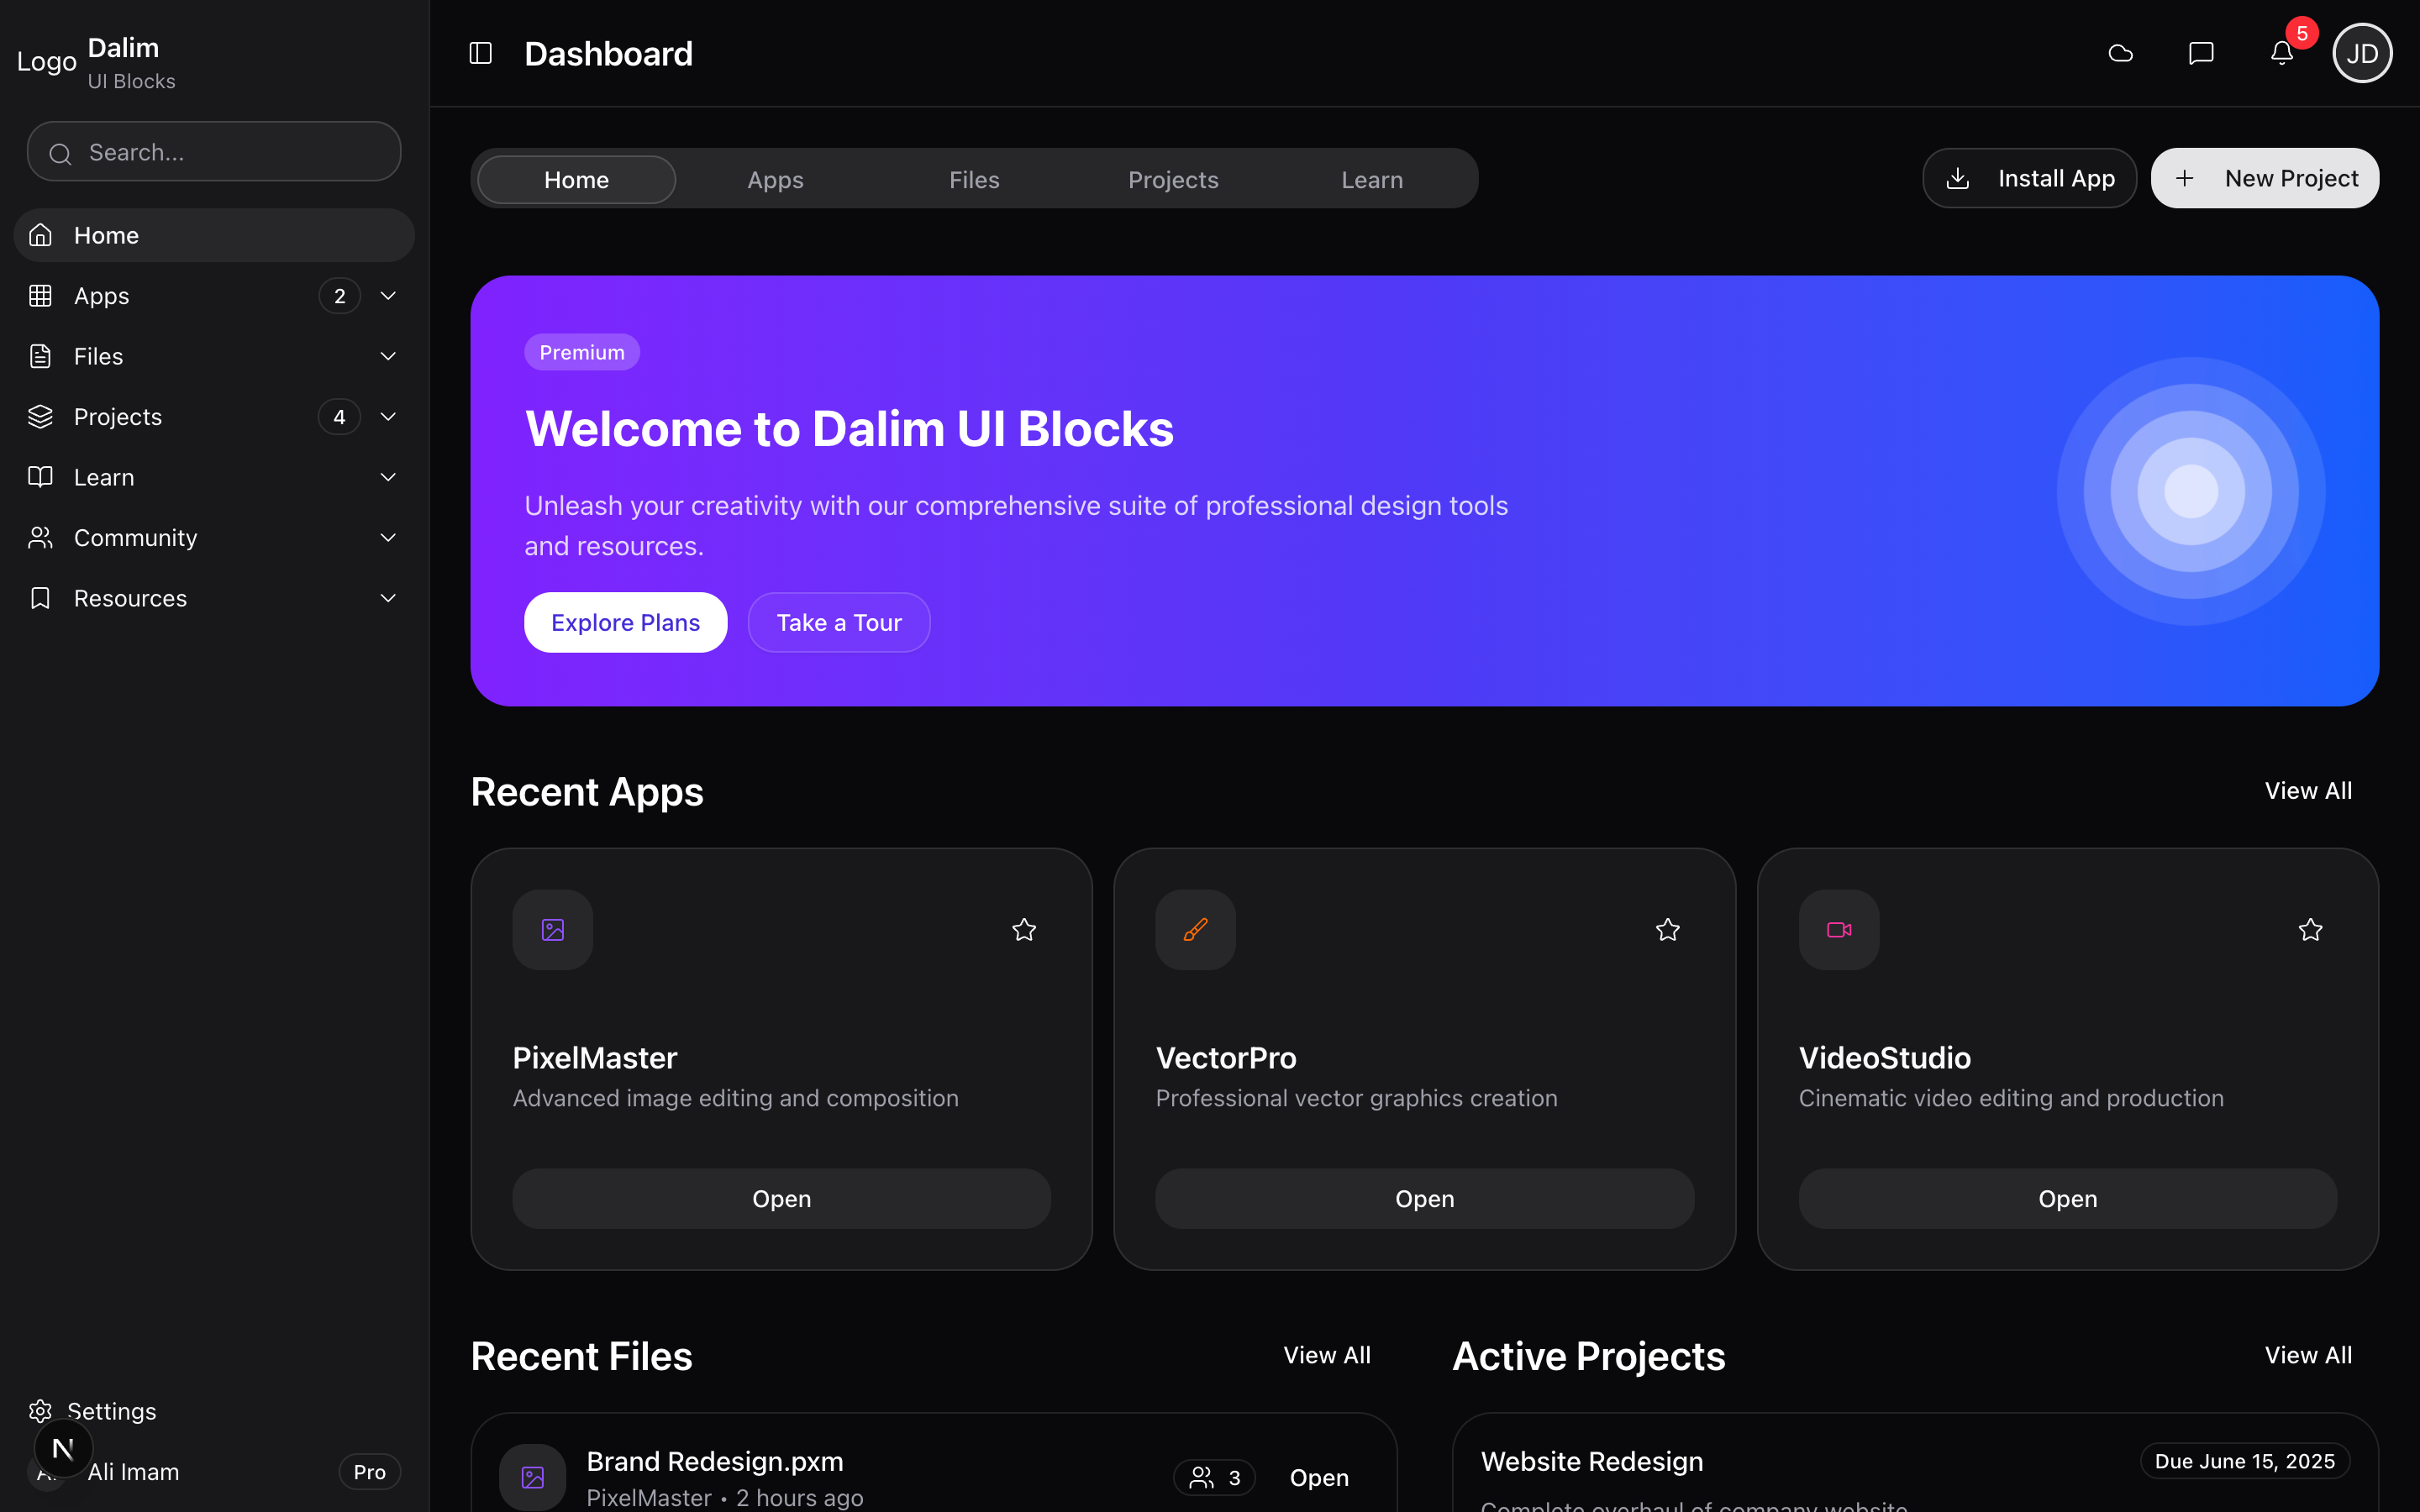 Logo
Dalim
UI Blocks
Search...
Home
Apps 2
Files
Projects 4
Learn
Community
Resources
Settings
N
Ali Imam Pro
Dashboard
5
JD
Home Apps Files Projects Learn
Install App
New Project
Premium
Welcome to Dalim UI Blocks
Unleash your creativity with our comprehensive suite of professional design tools
and resources.
Explore Plans Take a Tour
Recent Apps View All
PixelMaster
Advanced image editing and composition
Open
VectorPro
Professional vector graphics creation
Open
VideoStudio
Cinematic video editing and production
Open
Recent Files View All
Brand Redesign.pxm
PixelMaster • 2 hours ago
3 Open
Active Projects View All
Website Redesign
Due June 15, 2025
Complete overhaul of company website